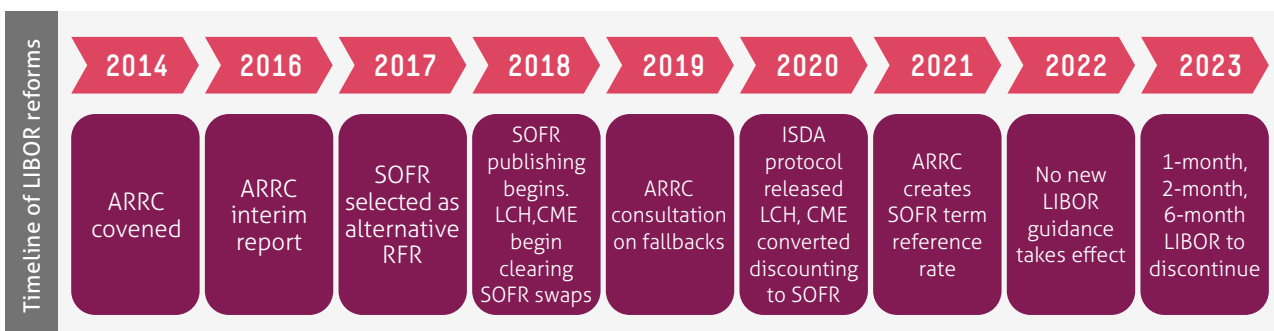 Timeline of LIBOR reforms
2014
2016
2017
2018
2019
2020
2021
2022
2023
ARRC
covened
ARRC
interim
report
SOFR
selected as
alternative
RFR
SOFR
publishing
begins.
LCH,CME
begin
clearing
SOFR swaps
ARRC
consultation
on fallbacks
ISDA
protocol
released
LCH, CME
converted
discounting
to SOFR
ARRC
creates
SOFR term
reference
rate
No new
LIBOR
guidance
takes effect
1-month,
2-month,
6-month
LIBOR to
discontinue